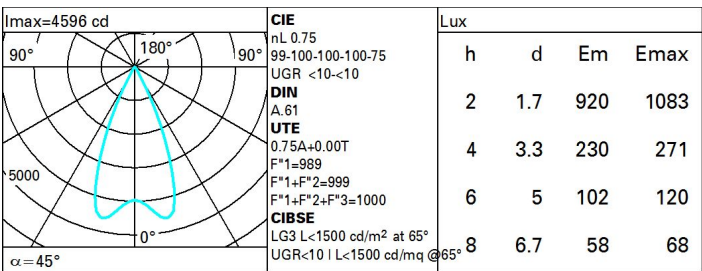 Imax=4596 cd
90°
180°
90°
5000
0°
α=45°
CIE
nL 0.75
99-100-100-100-75
UGR <10-<10
DIN
A.61
UTE
0.75A+0.00T
F"1=989
F"1+F"2=999
F"1+F"2+F"3=1000
CIBSE
LG3 L<1500 cd/m² at 65°
UGR<10 | L<1500 cd/mq @65°
Lux
h d Em Emax
2 1.7 920 1083
4 3.3 230 271
6 5 102 120
8 6.7 58 68